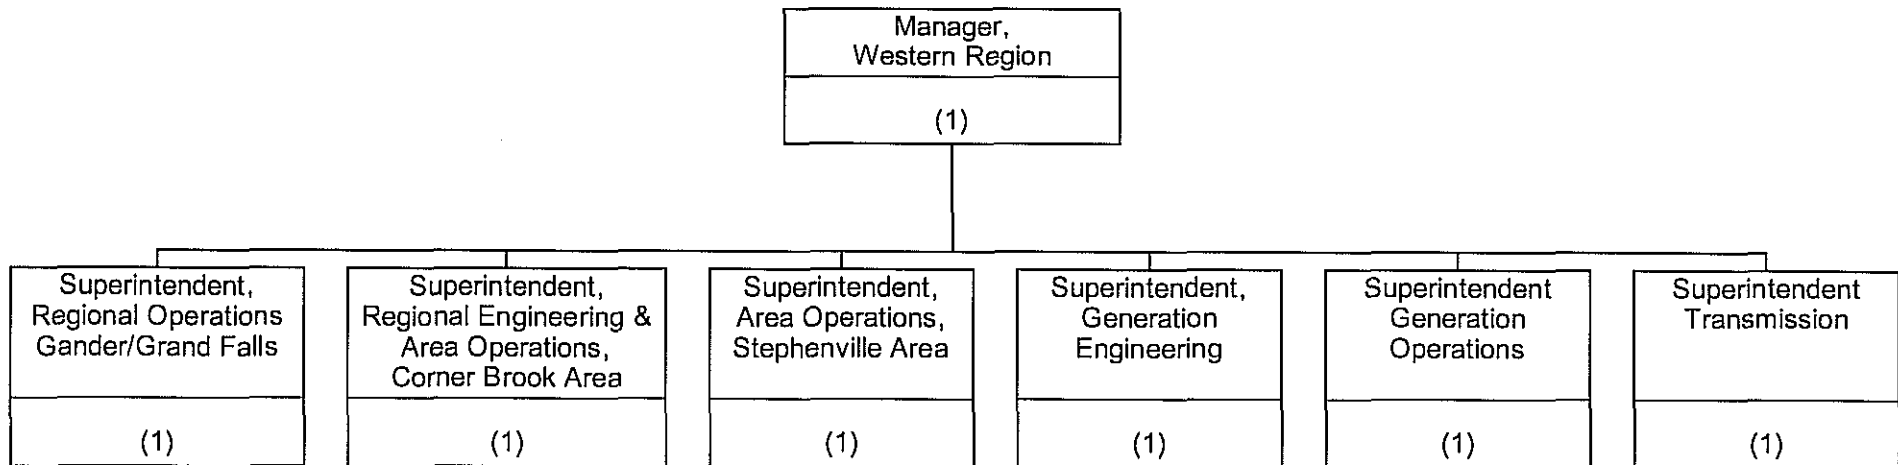 Manager,
Western Region
(1)
Superintendent,
Regional Operations
Gander/Grand Falls
(1)
Superintendent,
Regional Engineering &
Area Operations,
Corner Brook Area
(1)
Superintendent,
Area Operations,
Stephenville Area
(1)
Superintendent,
Generation
Engineering
(1)
Superintendent
Generation
Operations
(1)
Superintendent
Transmission
(1)